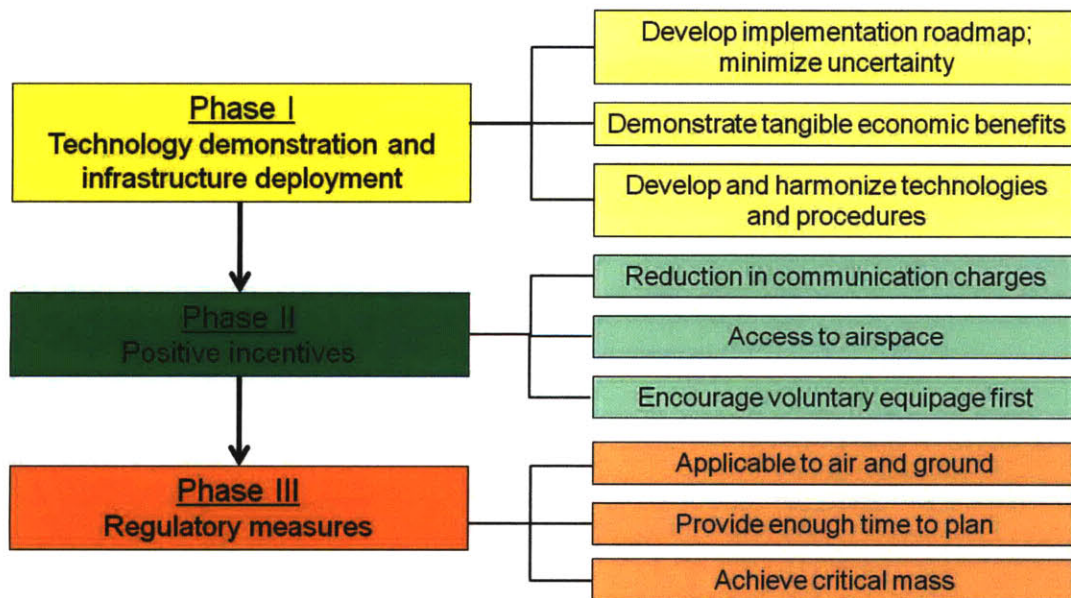 Phase I
Technology demonstration and
infrastructure deployment
Develop implementation roadmap;
minimize uncertainty
Demonstrate tangible economic benefits
Develop and harmonize technologies
and procedures
Phase II
Positive incentives
Reduction in communication charges
Access to airspace
Encourage voluntary equipage first
Phase III
Regulatory measures
Applicable to air and ground
Provide enough time to plan
Achieve critical mass